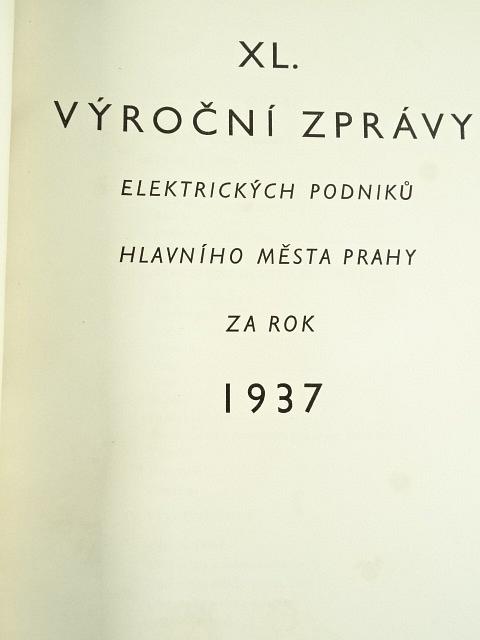 XL.
VÝROČNÍ ZPRÁVY
ELEKTRICKÝCH PODNIKŮ
HLAVNÍHO MĚSTA PRAHY
ZA ROK
1937